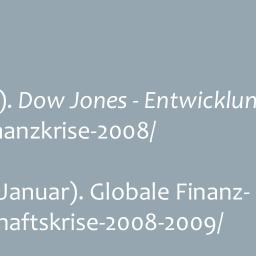 ). Dow Jones - Entwicklun
nanzkrise-2008/
Januar). Globale Finanz-
haftskrise-2008-2009/